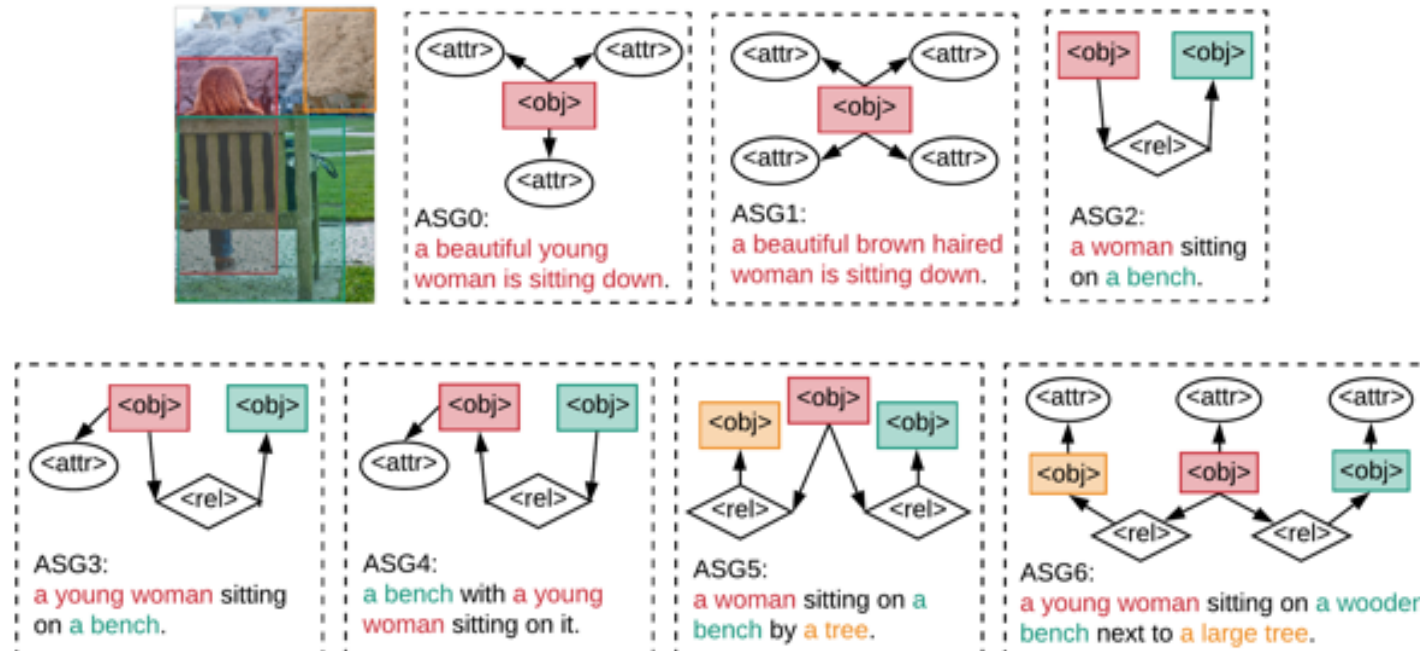 <attr>
<attr>
<obj>
<attr>
ASG0:
a beautiful young
woman is sitting down.
<attr>
<attr>
<obj>
<attr>
<attr>
ASG1:
a beautiful brown haired
woman is sitting down.
<obj>
<obj>
<rel>
ASG2:
a woman sitting
on a bench.
<obj>
<obj>
<attr>
<rel>
ASG3:
a young woman sitting
on a bench.
<obj>
<obj>
<attr>
<rel>
ASG4:
a bench with a young
woman sitting on it.
<obj>
<obj>
<obj>
<rel>
<rel>
ASG5:
a woman sitting on a
bench by a tree.
<attr>
<attr>
<attr>
<obj>
<obj>
<obj>
<rel>
<rel>
ASG6:
a young woman sitting on a wooden
bench next to a large tree.